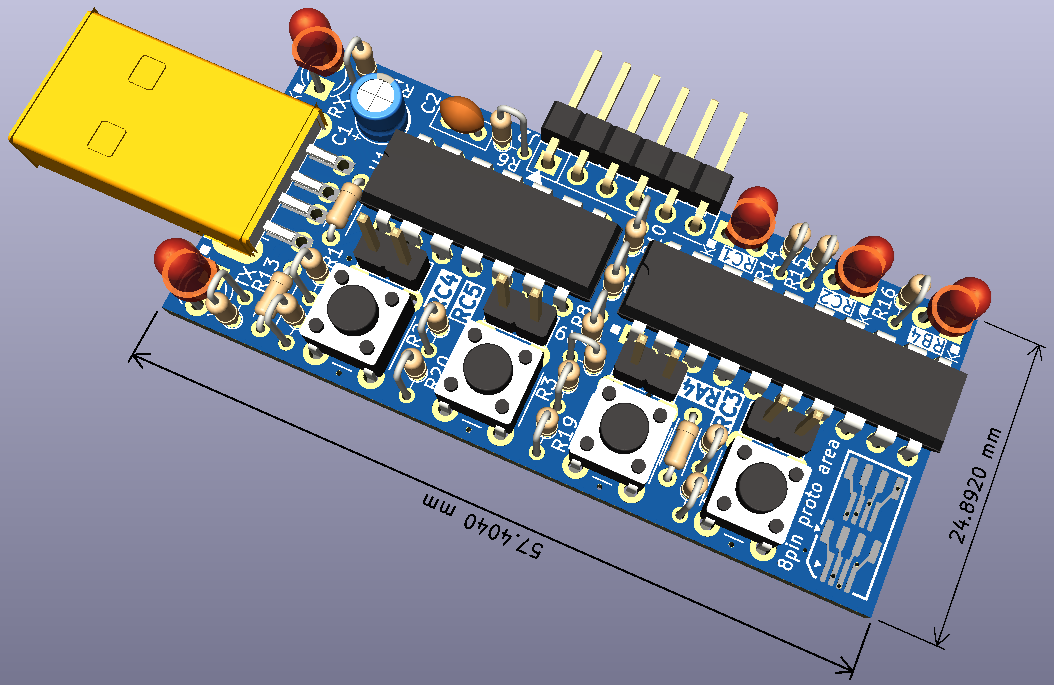 RX
C1
C2
R6
TX
R13
RC4
RC5
R20
R3
R19
RA4
RC3
RC1
R14
R15
RC2
R16
RB4
8pin proto area
57.4040 mm
24.8920 mm